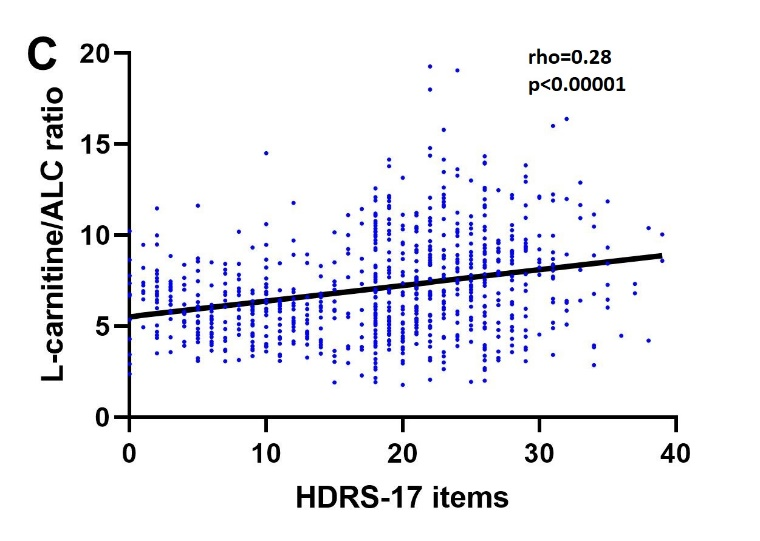 C
rho=0.28
p<0.00001
L-carnitine/ALC ratio
20
15
10
5
0
0 10 20 30 40
HDRS-17 items